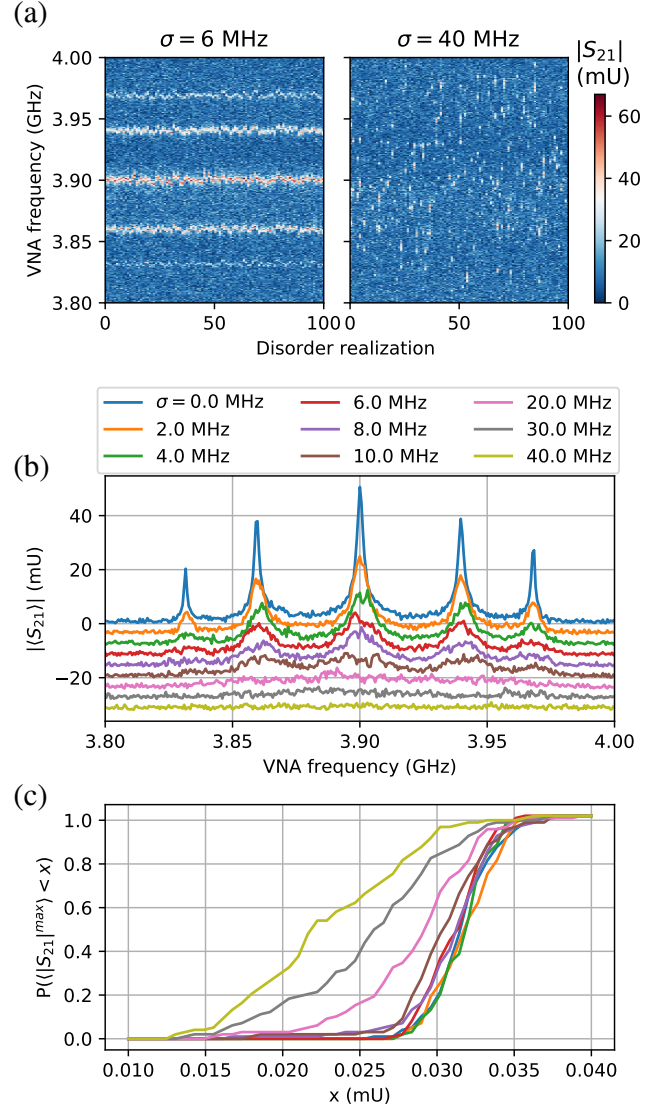 (a)
σ = 6 MHz
σ = 40 MHz
|S21|
(mU)
4.00
3.95
3.90
3.85
3.80
VNA frequency (GHz)
60
40
20
0
0
50
100
0
50
100
Disorder realization
σ = 0.0 MHz
6.0 MHz
20.0 MHz
2.0 MHz
8.0 MHz
30.0 MHz
4.0 MHz
10.0 MHz
40.0 MHz
(b)
40
20
0
−20
|⟨S21⟩| (mU)
3.80
3.85
3.90
3.95
4.00
VNA frequency (GHz)
(c)
1.0
0.8
0.6
0.4
0.2
0.0
P(⟨|S21|^max⟩ < x)
0.010
0.015
0.020
0.025
0.030
0.035
0.040
x (mU)